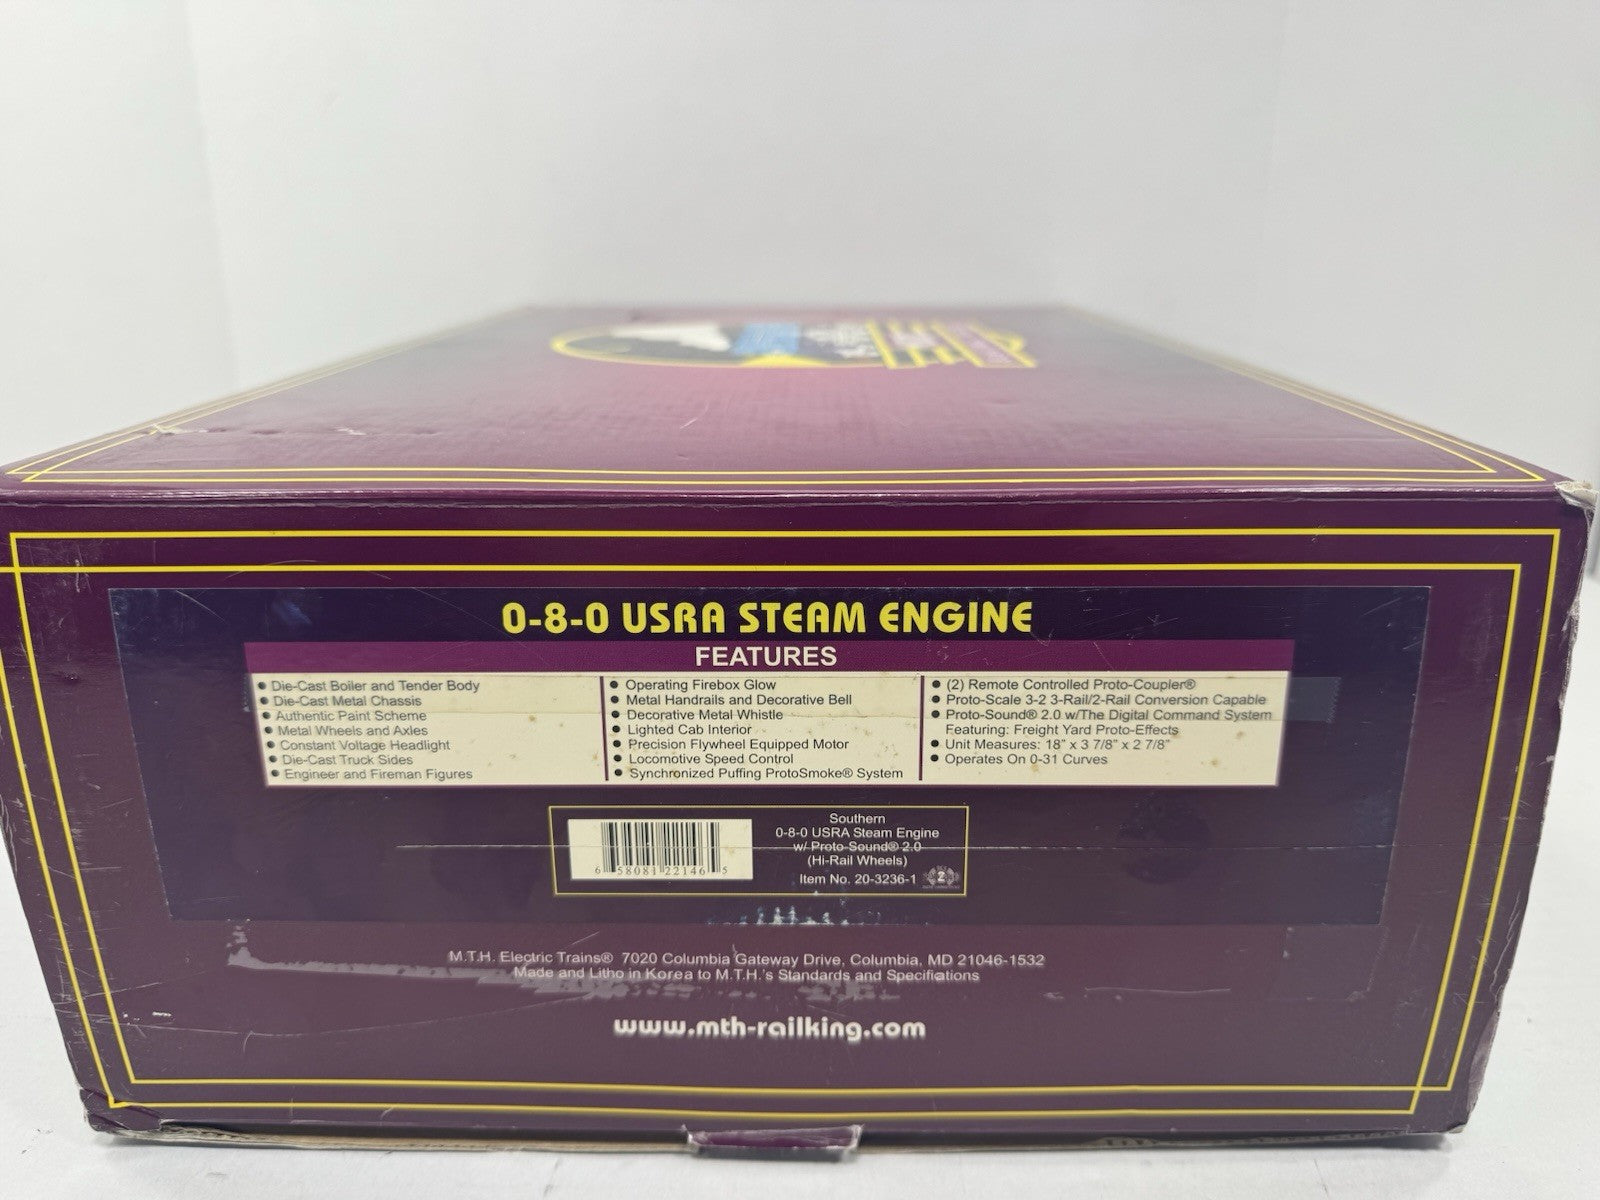 0-8-0 USRA STEAM ENGINE
FEATURES
• Die-Cast Boiler and Tender Body
• Die-Cast Metal Chassis
• Authentic Paint Scheme
• Metal Wheels and Axles
• Constant Voltage Headlight
• Die-Cast Truck Sides
• Engineer and Fireman Figures
• Operating Firebox Glow
• Metal Handrails and Decorative Bell
• Decorative Metal Whistle
• Lighted Cab Interior
• Precision Flywheel Equipped Motor
• Locomotive Speed Control
• Synchronized Puffing ProtoSmoke® System
• (2) Remote Controlled Proto-Coupler®
• Proto-Scale 3-2 3-Rail/2-Rail Conversion Capable
• Proto-Sound® 2.0 w/The Digital Command System
Featuring: Freight Yard Proto-Effects
• Unit Measures: 18" x 3 7/8" x 2 7/8"
• Operates On 0-31 Curves
6 58081 22146 5
Southern
0-8-0 USRA Steam Engine
w/ Proto-Sound® 2.0
(Hi-Rail Wheels)
Item No. 20-3236-1
2
M.T.H. Electric Trains® 7020 Columbia Gateway Drive, Columbia, MD 21046-1532
Made and Litho in Korea to M.T.H.'s Standards and Specifications
www.mth-railking.com